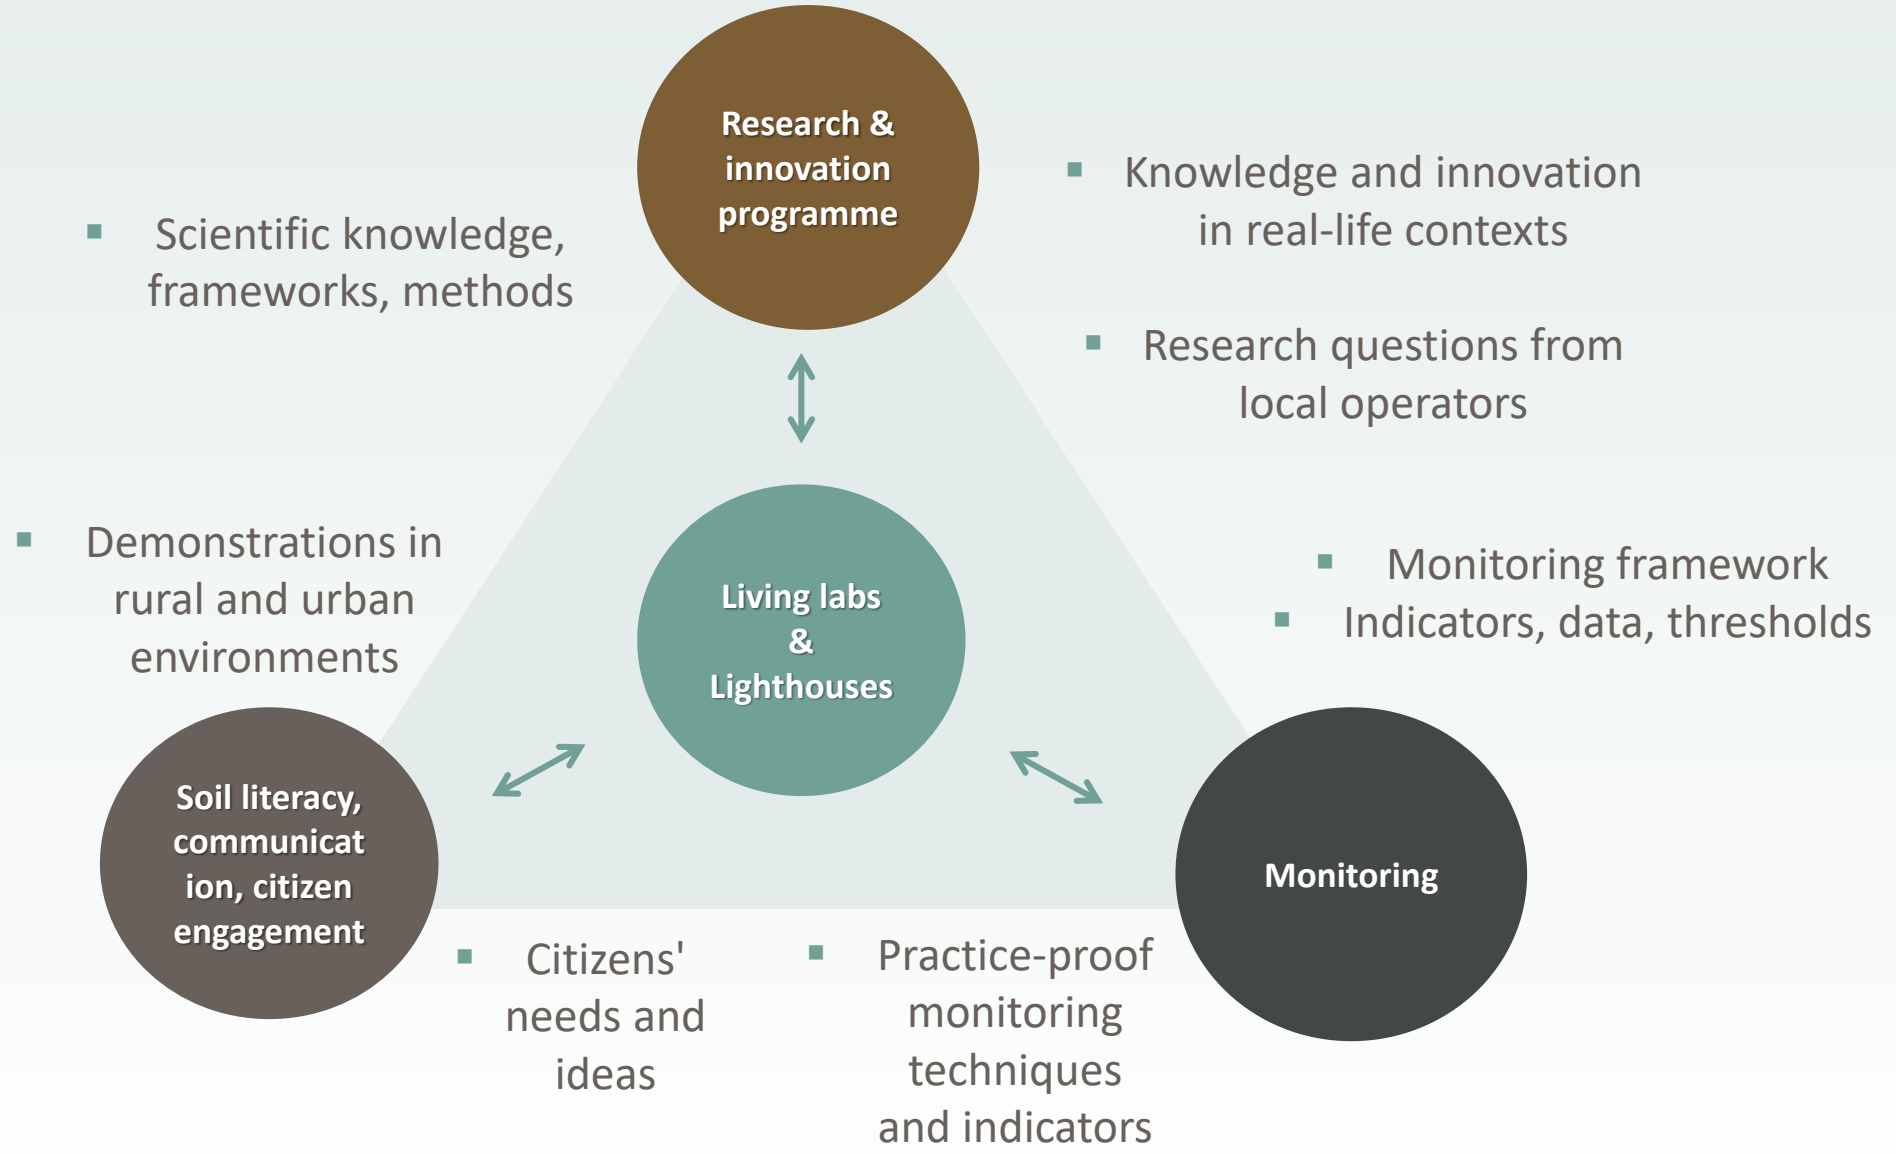 Research &
innovation
programme
▪ Scientific knowledge,
frameworks, methods
▪ Knowledge and innovation
in real-life contexts
▪ Research questions from
local operators
▪ Demonstrations in
rural and urban
environments
Living labs
&
Lighthouses
▪ Monitoring framework
▪ Indicators, data, thresholds
Soil literacy,
communicat
ion, citizen
engagement
Monitoring
▪ Citizens'
needs and
ideas
▪ Practice-proof
monitoring
techniques
and indicators